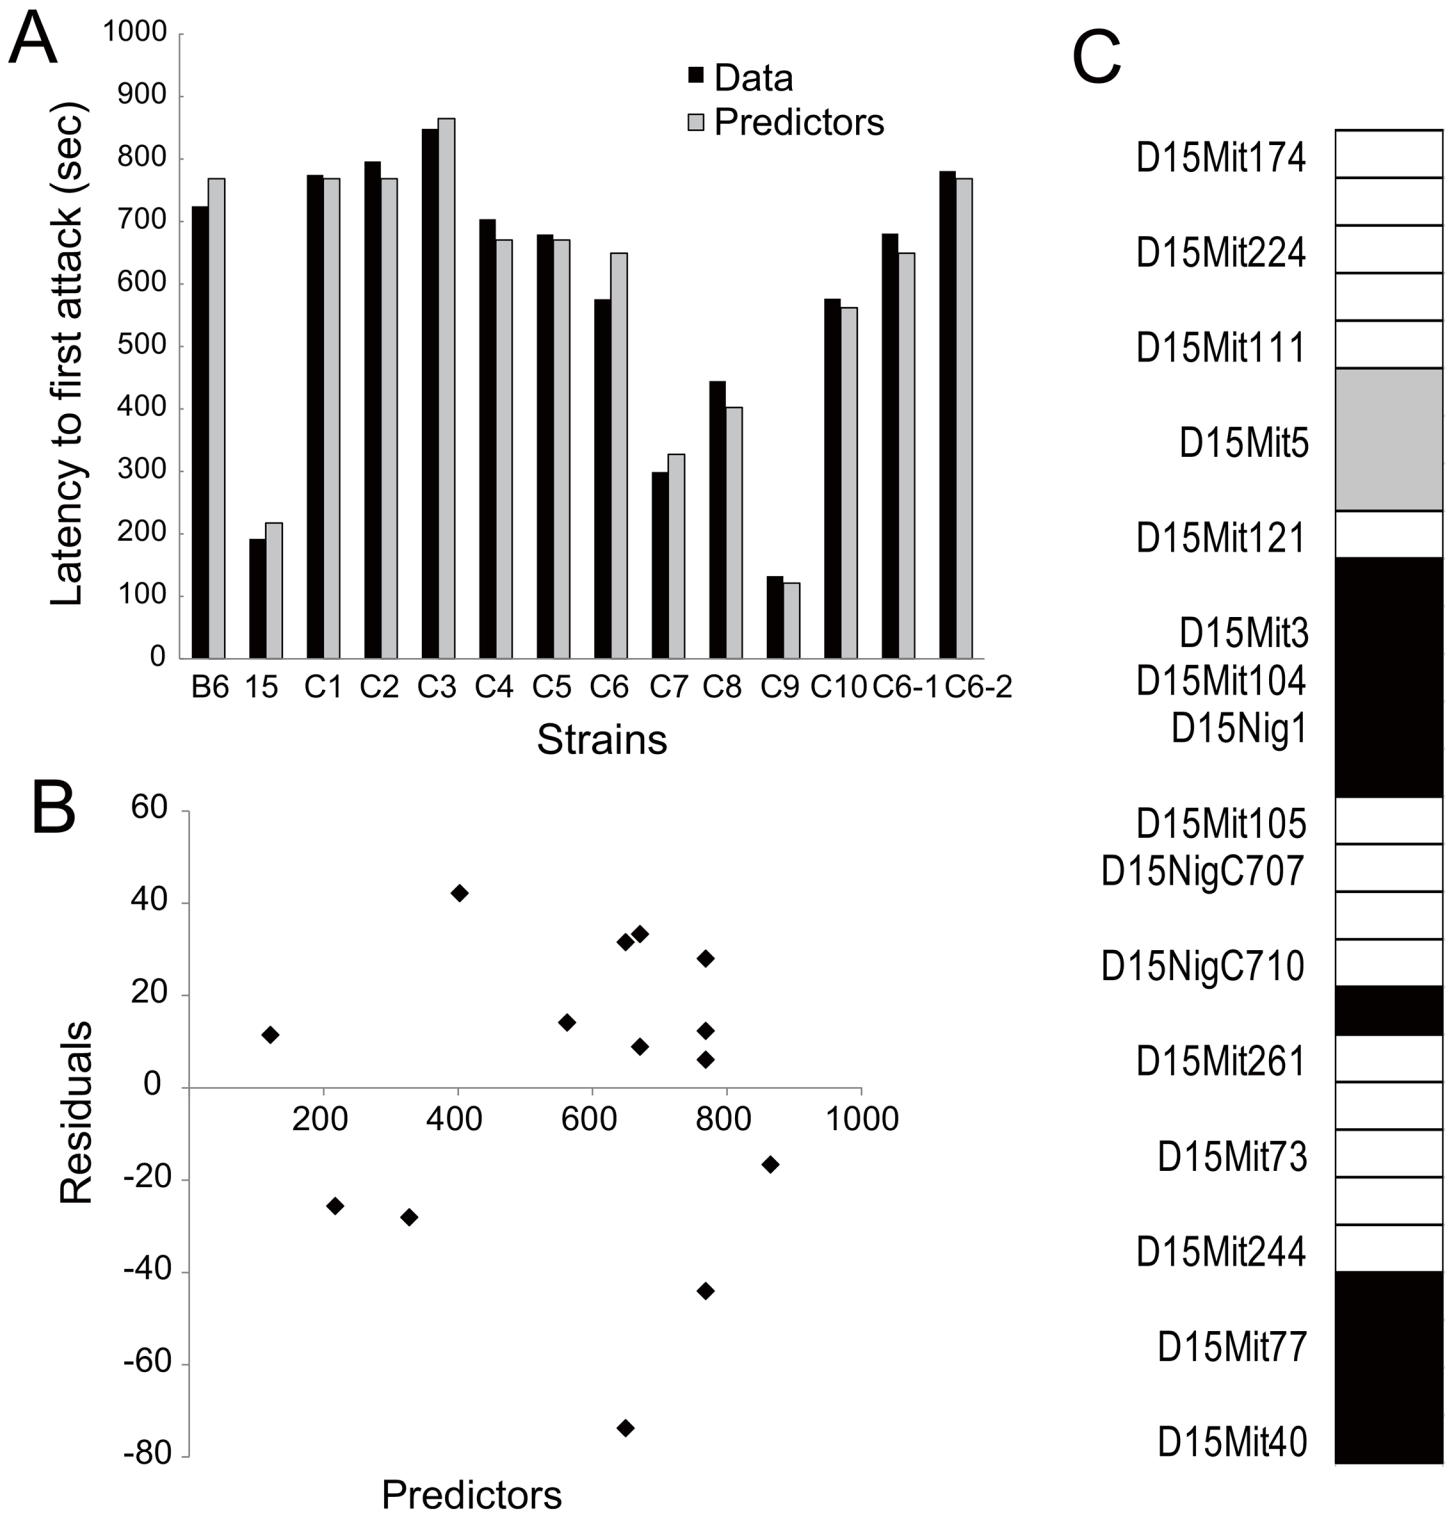 A
1000
900
800
700
600
500
400
300
200
100
0
Latency to first attack (sec)
Data
Predictors
B6 15 C1 C2 C3 C4 C5 C6 C7 C8 C9 C10 C6-1 C6-2
Strains
B
60
40
20
0
-20
-40
-60
-80
Residuals
200 400 600 800 1000
Predictors
C
D15Mit174
D15Mit224
D15Mit111
D15Mit5
D15Mit121
D15Mit3
D15Mit104
D15Nig1
D15Mit105
D15NigC707
D15NigC710
D15Mit261
D15Mit73
D15Mit244
D15Mit77
D15Mit40